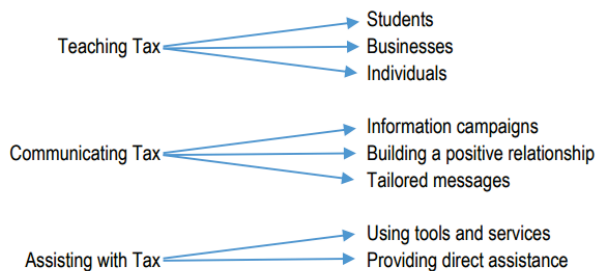 Teaching Tax
Students
Businesses
Individuals
Communicating Tax
Information campaigns
Building a positive relationship
Tailored messages
Assisting with Tax
Using tools and services
Providing direct assistance